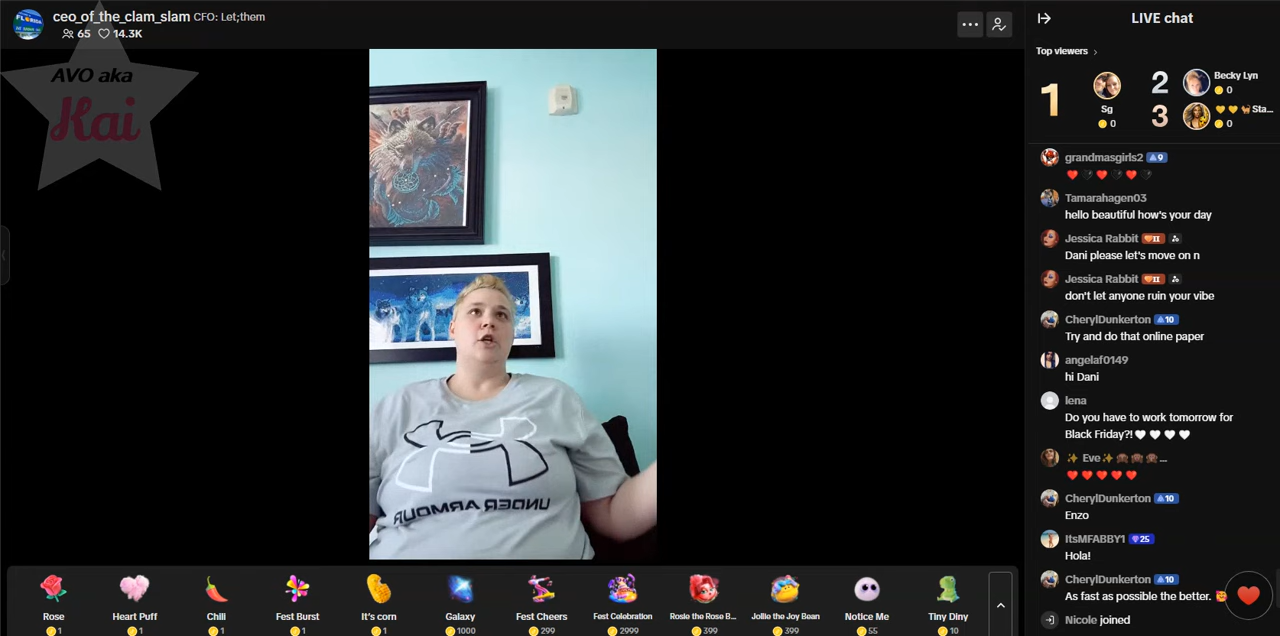 ceo_of_the_clam_slam CFO: Let;them
65 14.3K
AVO aka
Kai
UNDER ARMOUR
LIVE chat
Top viewers
1
Sg
0
2
Becky Lyn
0
3
💛 💛 🐈Sta...
0
grandmasgirls2 9
❤️ 🖤 ❤️ 🖤 ❤️ 🖤
Tamarahagen03
hello beautiful how's your day
Jessica Rabbit II
Dani please let's move on n
Jessica Rabbit II
don't let anyone ruin your vibe
CherylDunkerton 10
Try and do that online paper
angelaf0149
hi Dani
lena
Do you have to work tomorrow for
Black Friday?!🤍 🤍 🤍 🤍
✨ Eve✨ 🙈 🙈 🙈 ...
❤️ ❤️ ❤️ ❤️ ❤️
CherylDunkerton 10
Enzo
ItsMFABBY1 25
Hola!
CherylDunkerton 10
As fast as possible the better. 🥰
Nicole joined
Rose
1
Heart Puff
1
Chili
1
Fest Burst
1
It's corn
1
Galaxy
1000
Fest Cheers
299
Fest Celebration
2999
Rosie the Rose B...
399
Jollie the Joy Bean
399
Notice Me
55
Tiny Diny
10